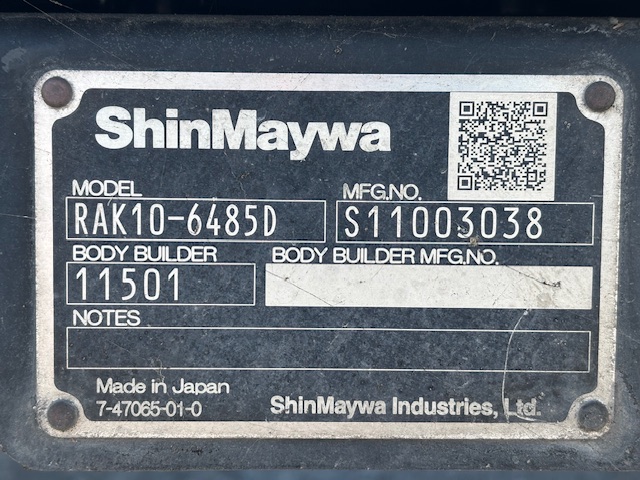 ShinMaywa
MODEL
RAK10-6485D
MFG.NO.
S11003038
BODY BUILDER
11501
BODY BUILDER MFG.NO.
NOTES
Made in Japan
7-47065-01-0
ShinMaywa Industries, Ltd.